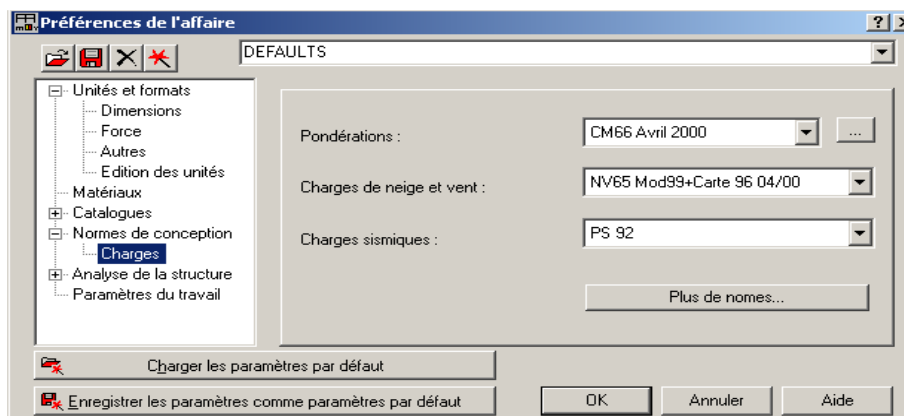 Préférences de l'affaire
DEFAULTS
Unités et formats
Dimensions
Force
Autres
Edition des unités
Matériaux
Catalogues
Normes de conception
Charges
Analyse de la structure
Paramètres du travail
Pondérations :
CM66 Avril 2000
...
Charges de neige et vent :
NV65 Mod99+Carte 96 04/00
Charges sismiques :
PS 92
Plus de nomes...
Charger les paramètres par défaut
Enregistrer les paramètres comme paramètres par défaut
OK
Annuler
Aide